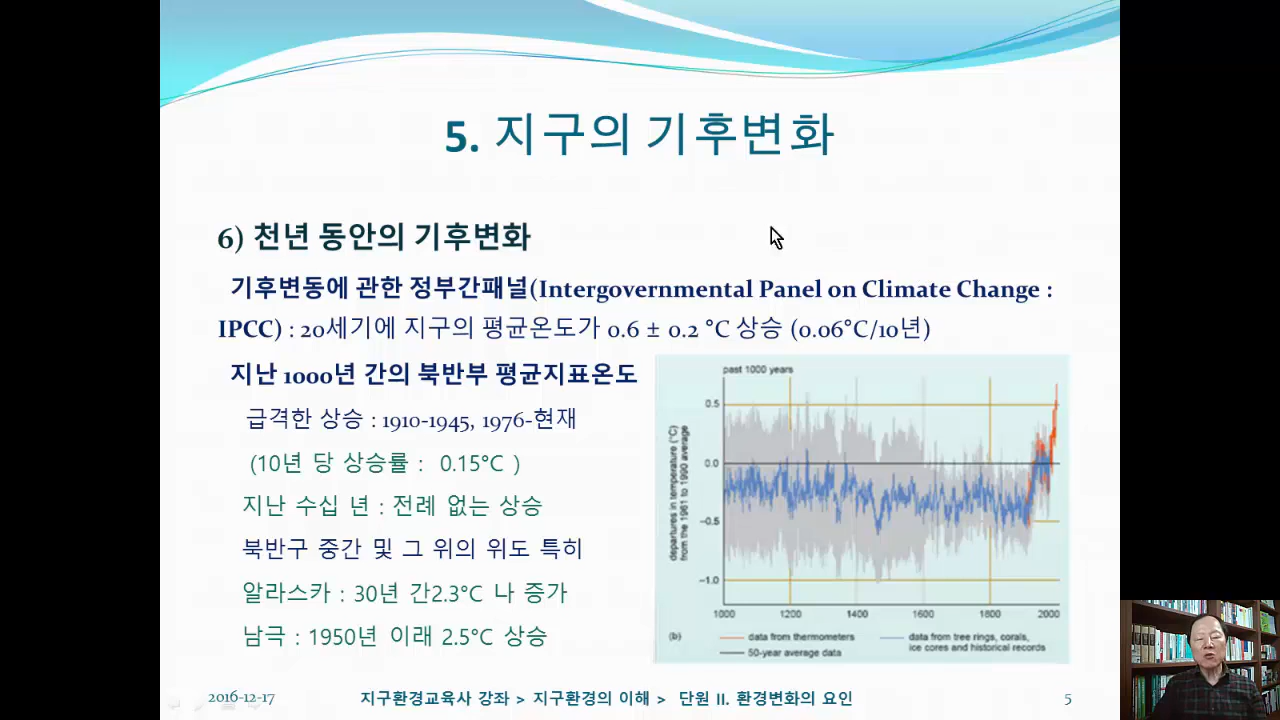 5. 지구의 기후변화
6) 천년 동안의 기후변화
기후변동에 관한 정부간패널(Intergovernmental Panel on Climate Change :
IPCC) : 20세기에 지구의 평균온도가 0.6 ± 0.2 °C 상승 (0.06°C/10년)
지난 1000년 간의 북반부 평균지표온도
급격한 상승 : 1910-1945, 1976-현재
(10년 당 상승률 : 0.15°C )
지난 수십 년 : 전례 없는 상승
북반구 중간 및 그 위의 위도 특히
알라스카 : 30년 간2.3°C 나 증가
남극 : 1950년 이래 2.5°C 상승
past 1000 years
departures in temperature (°C)
from the 1961 to 1990 average
0.5
0.0
-0.5
-1.0
1000 1200 1400 1600 1800 2000
(b)
data from thermometers
50-year average data
data from tree rings, corals,
ice cores and historical records
2016-12-17
지구환경교육사 강좌 > 지구환경의 이해 > 단원 II. 환경변화의 요인
5